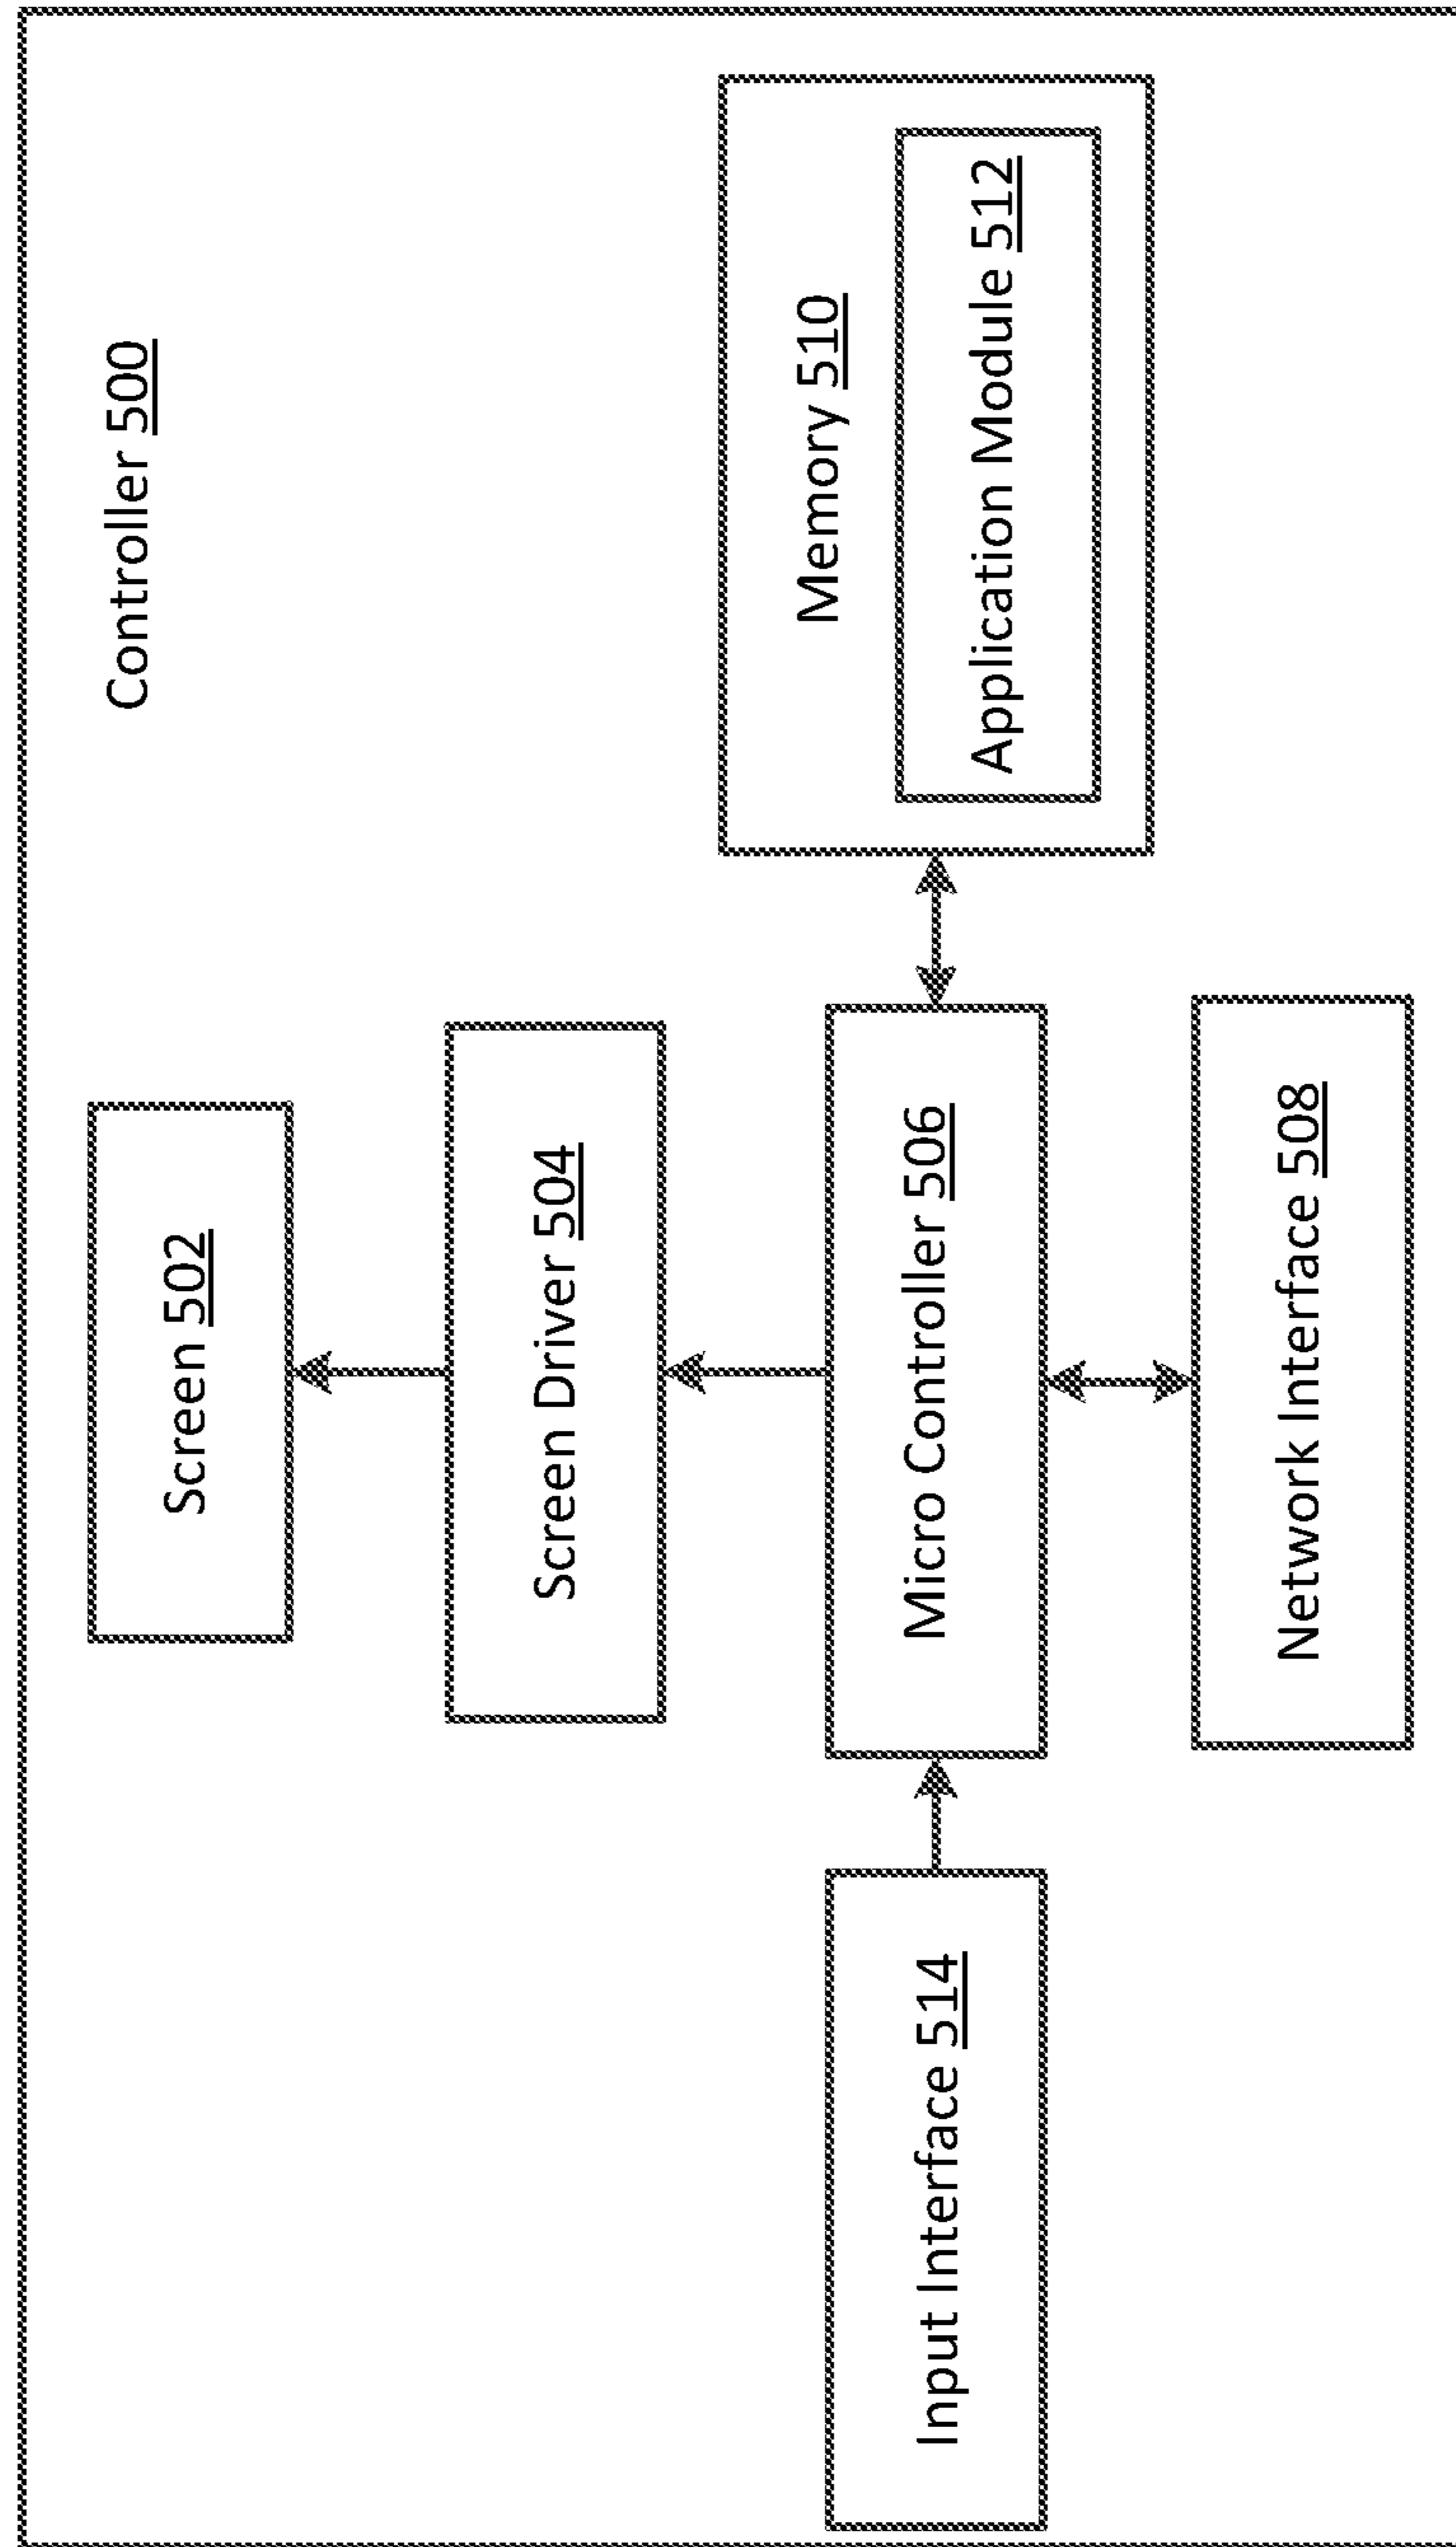 Controller 500
Screen 502
Screen Driver 504
Memory 510
Input Interface 514
Micro Controller 506
Application Module 512
Network Interface 508